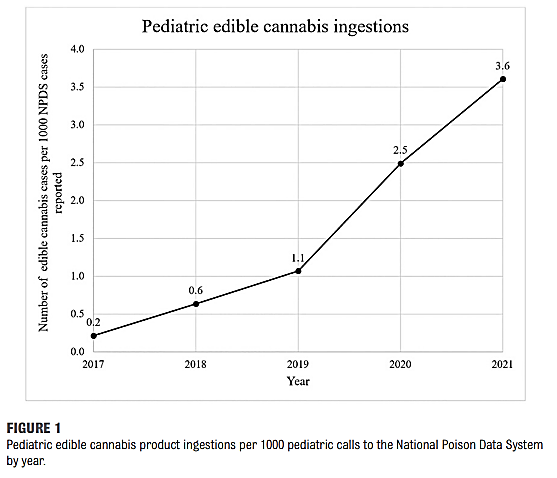 Pediatric edible cannabis ingestions
Number of edible cannabis cases per 1000 NPDS cases
reported
4.0
3.5
3.0
2.5
2.0
1.5
1.0
0.5
0.0
0.2
0.6
1.1
2.5
3.6
2017
2018
2019
2020
2021
Year
FIGURE 1
Pediatric edible cannabis product ingestions per 1000 pediatric calls to the National Poison Data System
by year.